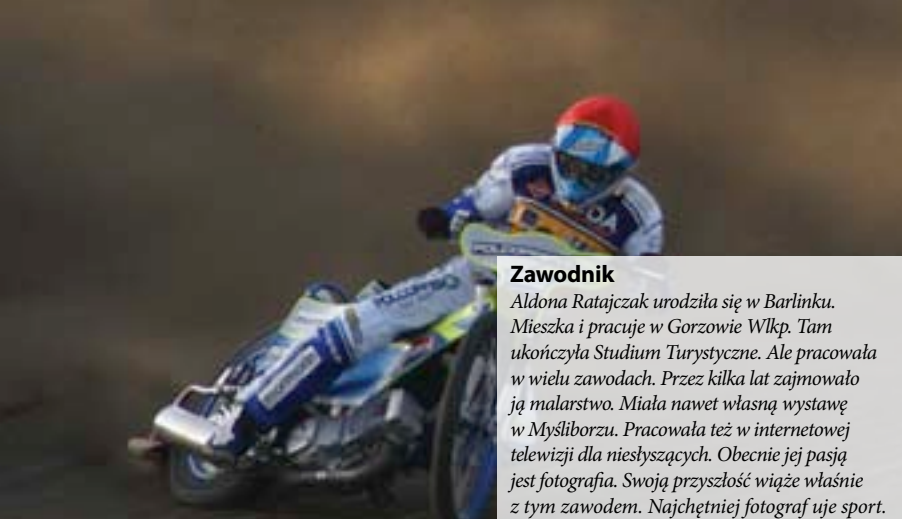 Zawodnik
Aldona Ratajczak urodziła się w Barlinku.
Mieszka i pracuje w Gorzowie Wlkp. Tam
ukończyła Studium Turystyczne. Ale pracowała
w wielu zawodach. Przez kilka lat zajmowało
ją malarstwo. Miała nawet własną wystawę
w Myśliborzu. Pracowała też w internetowej
telewizji dla niesłyszących. Obecnie jej pasją
jest fotografia. Swoją przyszłość wiąże właśnie
z tym zawodem. Najchętniej fotograf uje sport.